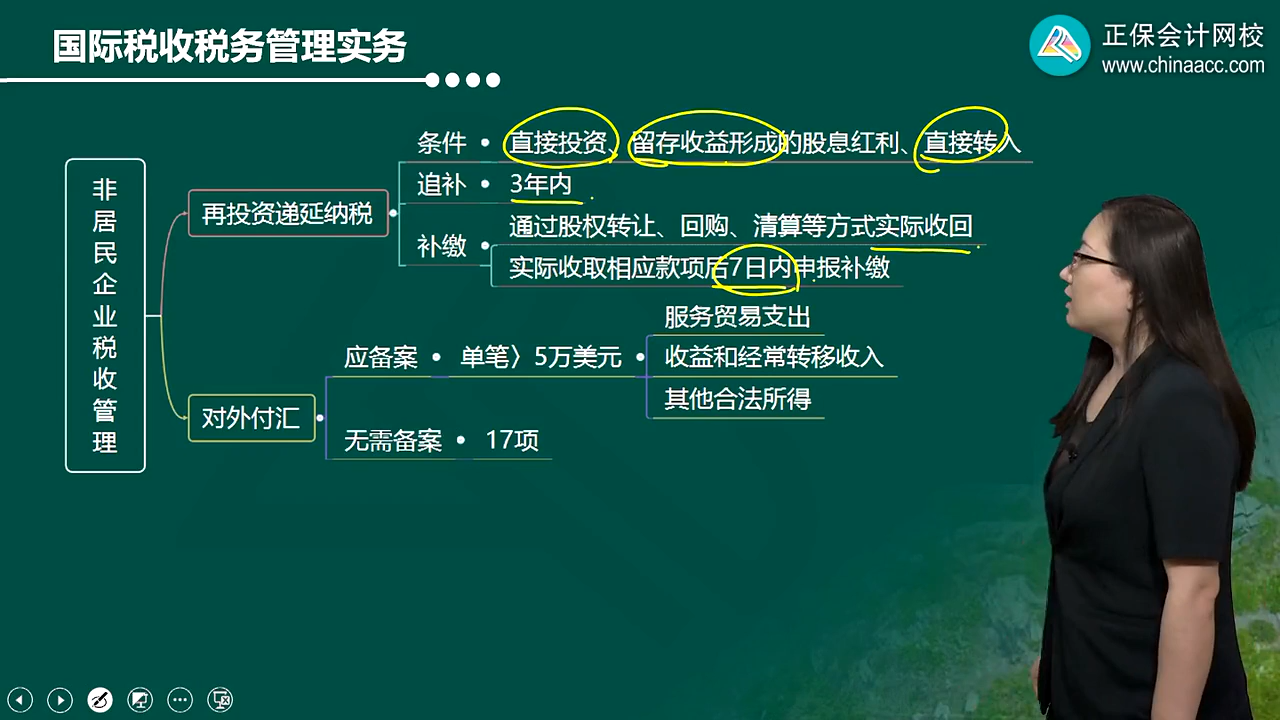 国际税收税务管理实务
正保会计网校
www.chinaacc.com
非居民企业税收管理
再投资递延纳税
条件 • 直接投资、留存收益形成的股息红利、直接转入
追补 • 3年内
补缴 •
通过股权转让、回购、清算等方式实际收回
实际收取相应款项后7日内申报补缴
对外付汇
应备案 • 单笔〉5万美元 •
服务贸易支出
收益和经常转移收入
其他合法所得
无需备案 • 17项